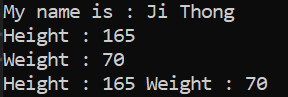 My name is : Ji Thong
Height : 165
Weight : 70
Height : 165 Weight : 70